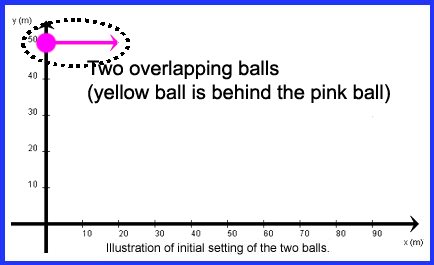 y (m)
50
Two overlapping balls
(yellow ball is behind the pink ball)
40
30
20
10
10 20 30 40 50 60 70 80 90
x (m)
Illustration of initial setting of the two balls.